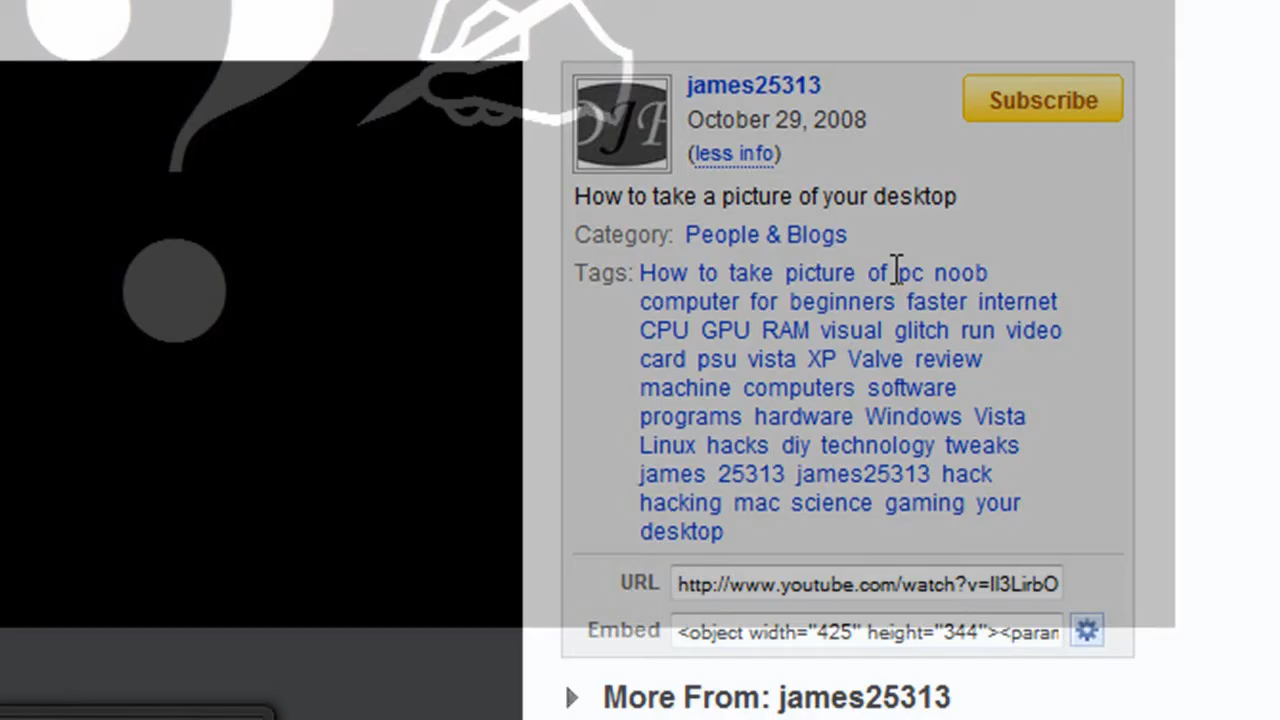 james25313
Subscribe
October 29, 2008
(less info)
How to take a picture of your desktop
Category: People & Blogs
Tags: How to take picture of pc noob
computer for beginners faster internet
CPU GPU RAM visual glitch run video
card psu vista XP Valve review
machine computers software
programs hardware Windows Vista
Linux hacks diy technology tweaks
james 25313 james25313 hack
hacking mac science gaming your
desktop
URL http://www.youtube.com/watch?v=Il3LirbO
Embed <object width="425" height="344"><paran
More From: james25313